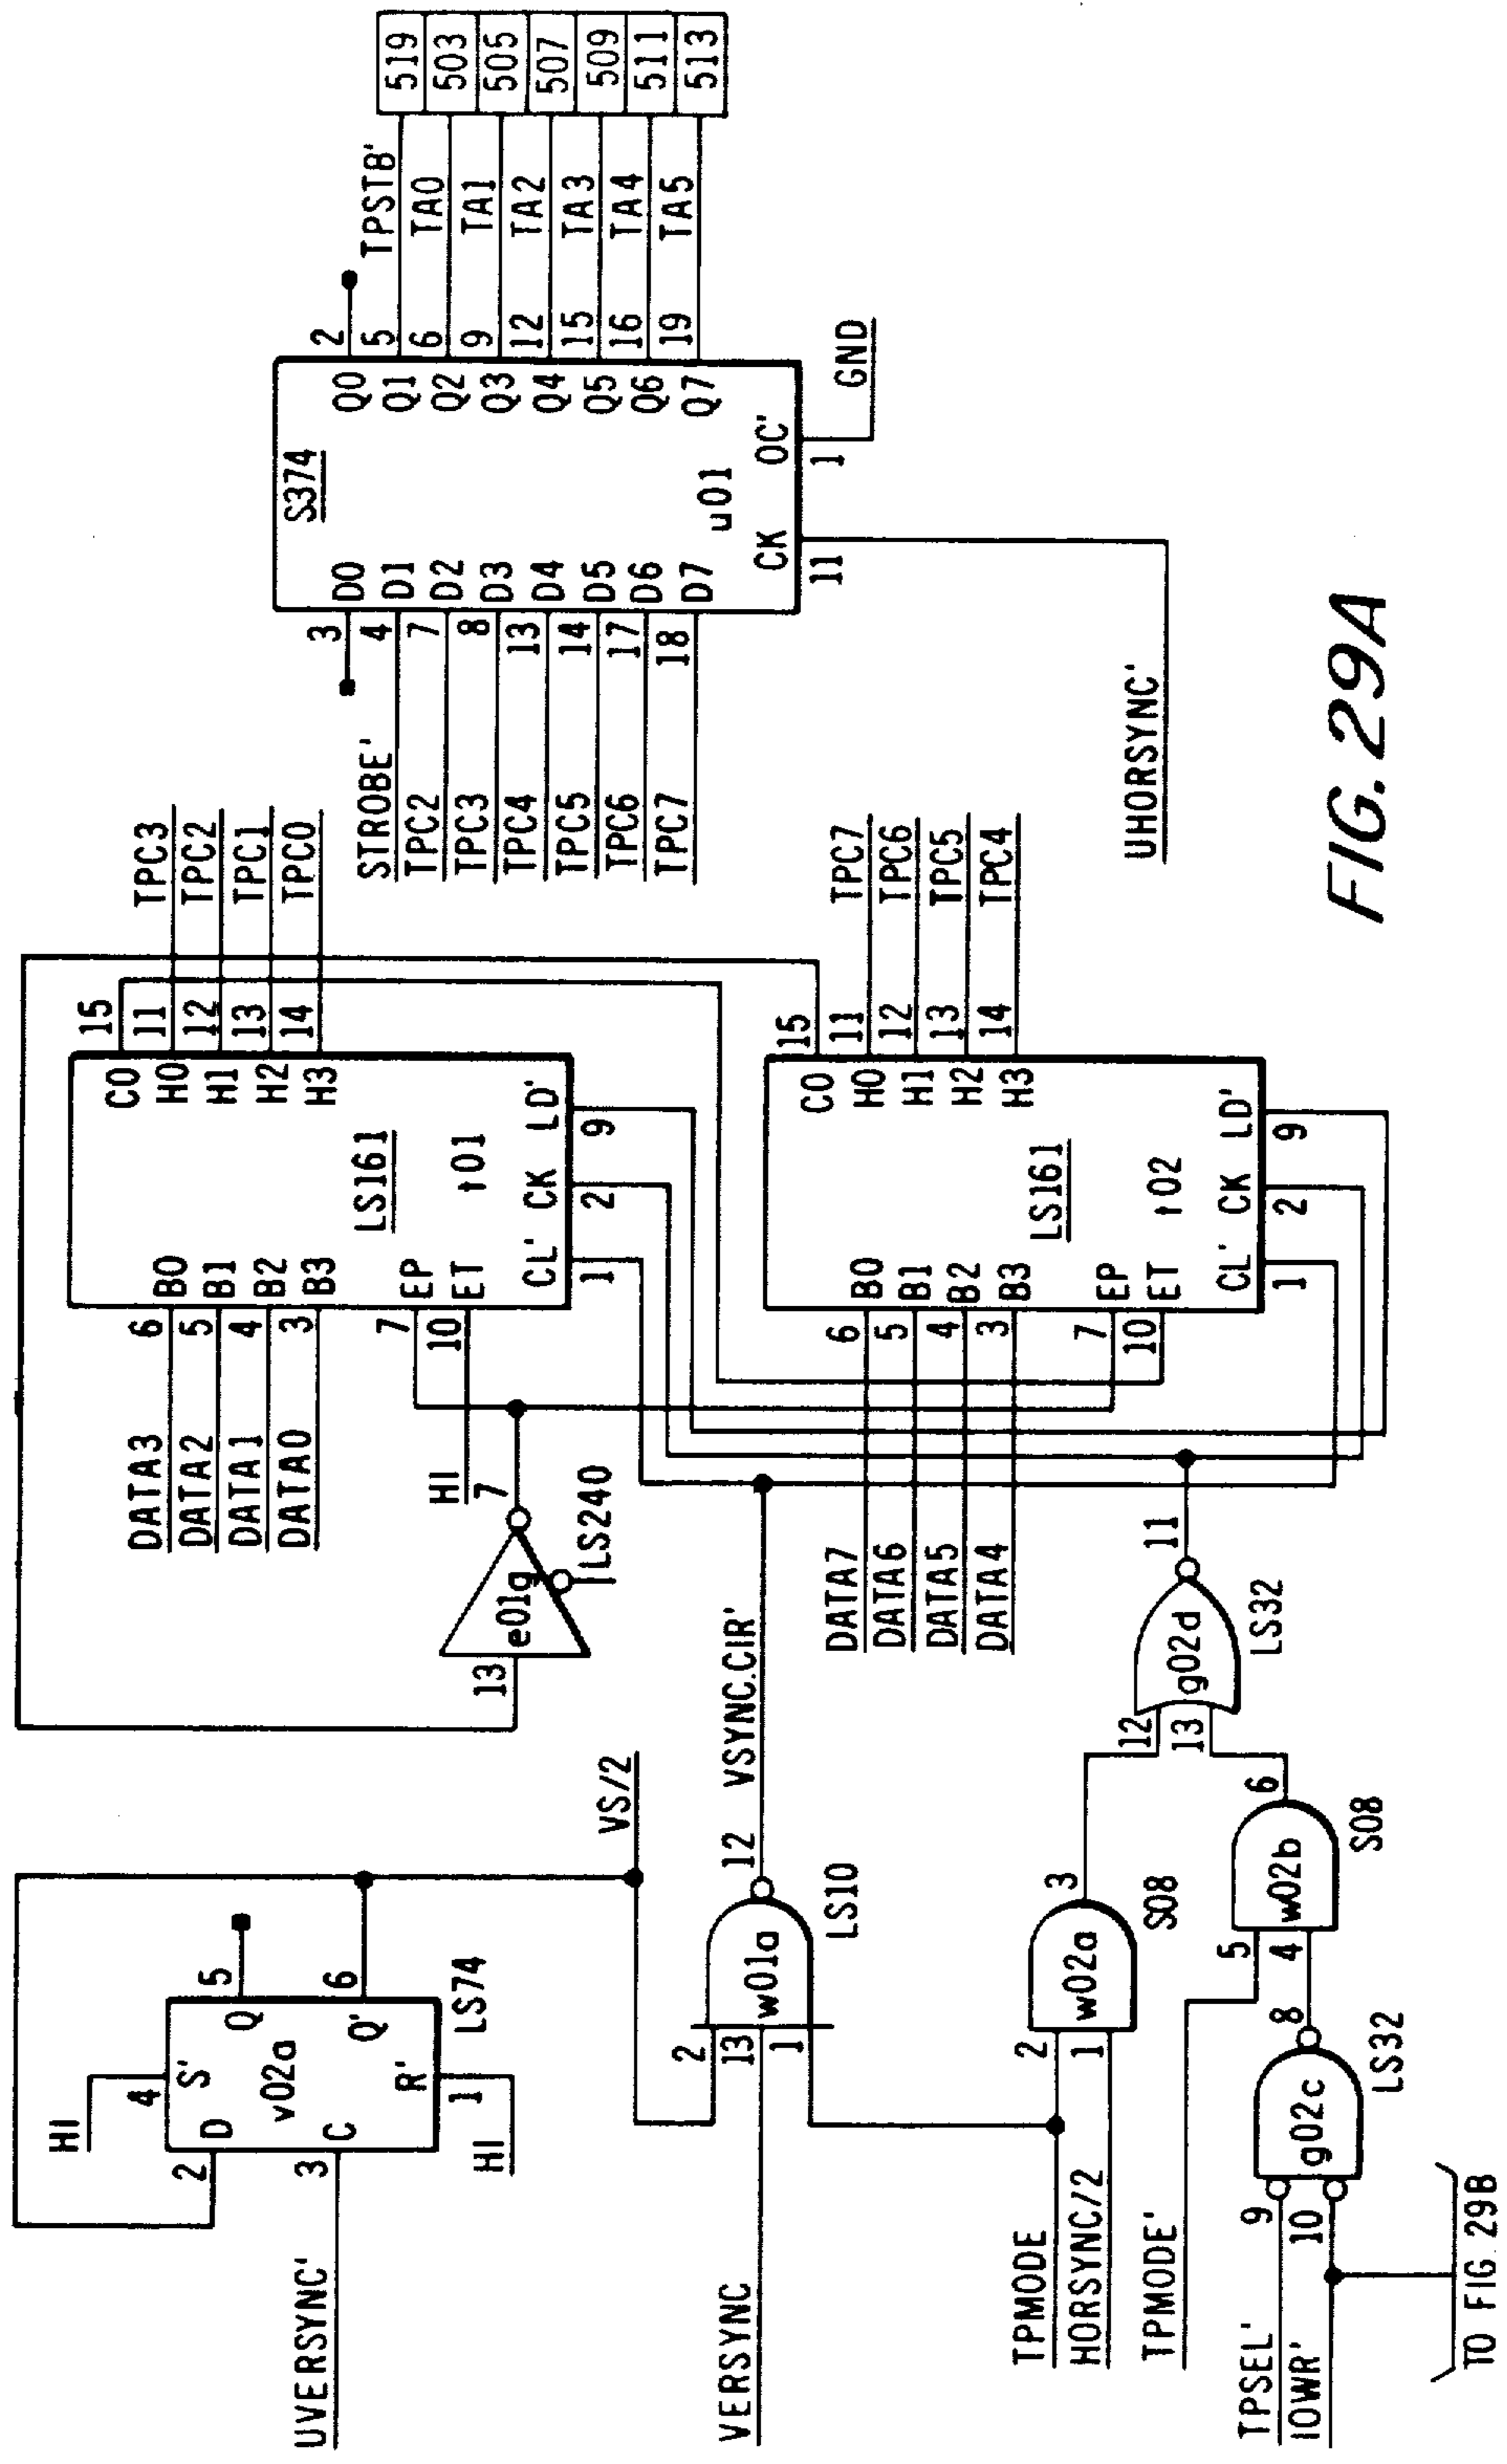 HI
4
S'
2
D
v02a
Q
5
3
C
R'
Q'
6
1
HI
LS74
UVERSYNC'
VS/2
VERSYNC
2
13
1
w01a
12
VSYNC.CIR'
LS10
TPMODE
HORSYNC/2
2
1
w02a
3
S08
TPMODE'
5
4
w02b
6
S08
TPSEL'
IOWR'
9
10
g02c
8
LS32
TO FIG. 29B
12
13
g02d
11
LS32
13
e01g
7
LS240
DATA3
DATA2
DATA1
DATA0
HI
6
5
4
3
7
10
B0
B1
B2
B3
EP
ET
LS161
t01
CL'
CK
LD'
1
2
9
CO
H0
H1
H2
H3
15
11
12
13
14
TPC3
TPC2
TPC1
TPC0
DATA7
DATA6
DATA5
DATA4
6
5
4
3
7
10
B0
B1
B2
B3
EP
ET
LS161
t02
CL'
CK
LD'
1
2
9
CO
H0
H1
H2
H3
15
11
12
13
14
TPC7
TPC6
TPC5
TPC4
STROBE'
TPC2
TPC3
TPC4
TPC5
TPC6
TPC7
3
4
7
8
13
14
17
18
D0
D1
D2
D3
D4
D5
D6
D7
S374
u01
CK
OC'
11
1
UHORSYNC'
GND
Q0
Q1
Q2
Q3
Q4
Q5
Q6
Q7
2
5
6
9
12
15
16
19
TPSTB'
TA0
TA1
TA2
TA3
TA4
TA5
519
503
505
507
509
511
513
FIG. 29A